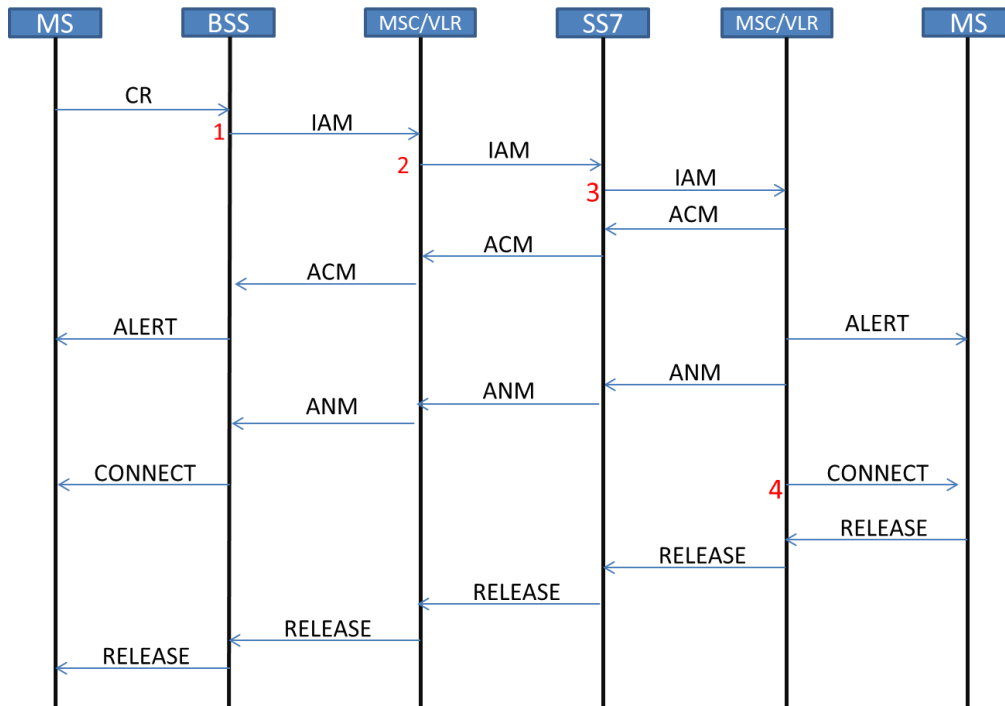 MS
BSS
MSC/VLR
SS7
MSC/VLR
MS
CR
1
IAM
2
IAM
3
IAM
ACM
ACM
ACM
ALERT
ALERT
ANM
ANM
ANM
CONNECT
4
CONNECT
RELEASE
RELEASE
RELEASE
RELEASE
RELEASE